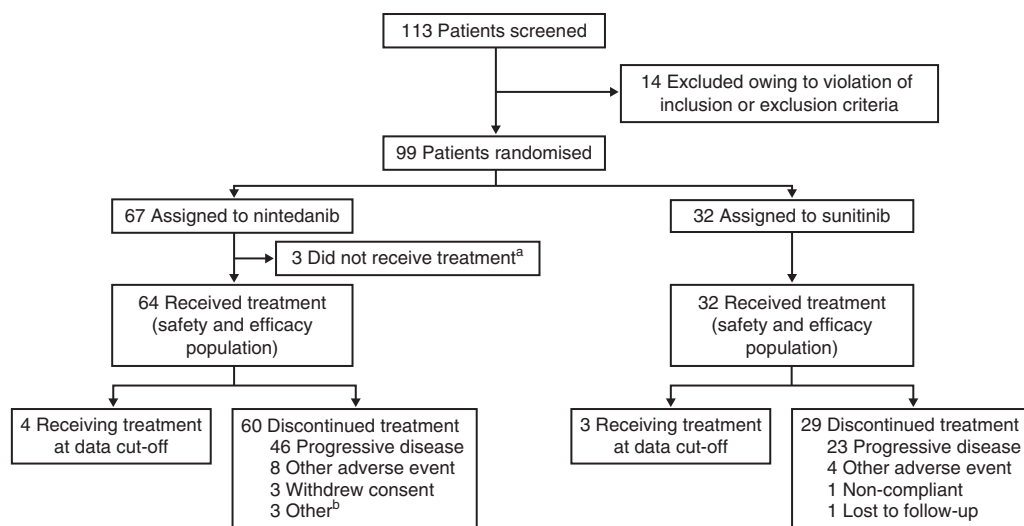 113 Patients screened
14 Excluded owing to violation of
inclusion or exclusion criteria
99 Patients randomised
67 Assigned to nintedanib
32 Assigned to sunitinib
3 Did not receive treatmentᵃ
64 Received treatment
(safety and efficacy
population)
32 Received treatment
(safety and efficacy
population)
4 Receiving treatment
at data cut-off
60 Discontinued treatment
46 Progressive disease
8 Other adverse event
3 Withdrew consent
3 Otherᵇ
3 Receiving treatment
at data cut-off
29 Discontinued treatment
23 Progressive disease
4 Other adverse event
1 Non-compliant
1 Lost to follow-up